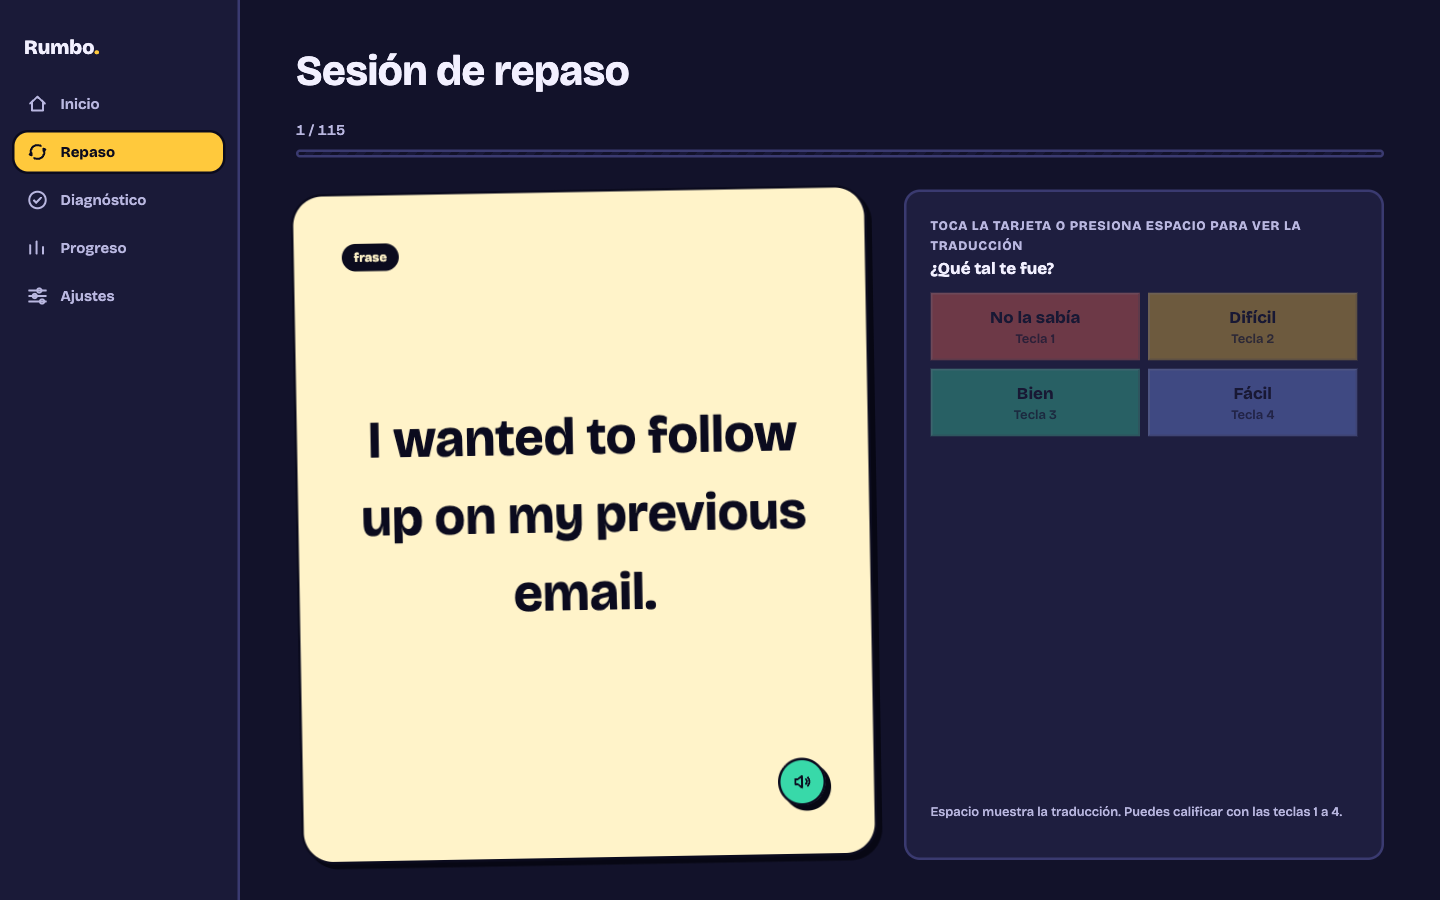 Rumbo.
Inicio
Repaso
Diagnóstico
Progreso
Ajustes
Sesión de repaso
1 / 115
frase
I wanted to follow
up on my previous
email.
TOCA LA TARJETA O PRESIONA ESPACIO PARA VER LA
TRADUCCIÓN
¿Qué tal te fue?
No la sabía
Tecla 1
Difícil
Tecla 2
Bien
Tecla 3
Fácil
Tecla 4
Espacio muestra la traducción. Puedes calificar con las teclas 1 a 4.